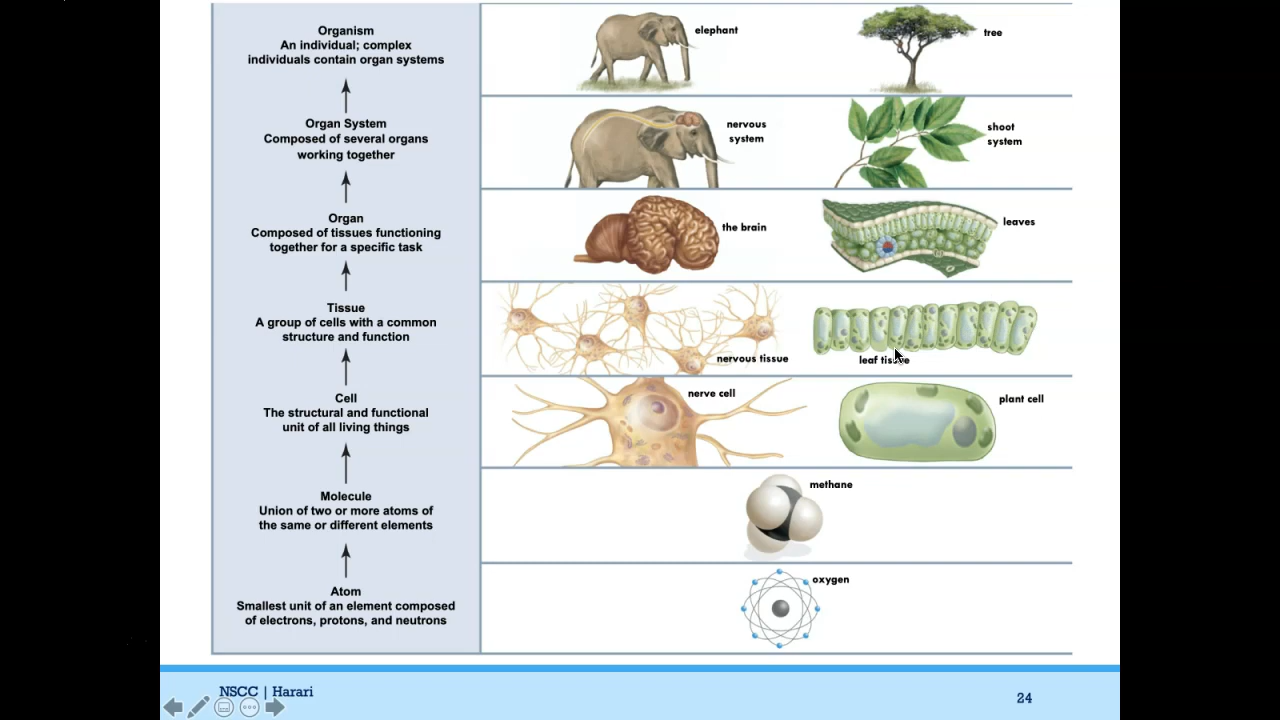 Organism
An individual; complex
individuals contain organ systems
elephant
tree
Organ System
Composed of several organs
working together
nervous
system
shoot
system
Organ
Composed of tissues functioning
together for a specific task
the brain
leaves
Tissue
A group of cells with a common
structure and function
nervous tissue
leaf tissue
Cell
The structural and functional
unit of all living things
nerve cell
plant cell
Molecule
Union of two or more atoms of
the same or different elements
methane
Atom
Smallest unit of an element composed
of electrons, protons, and neutrons
oxygen
NSCC | Harari
24